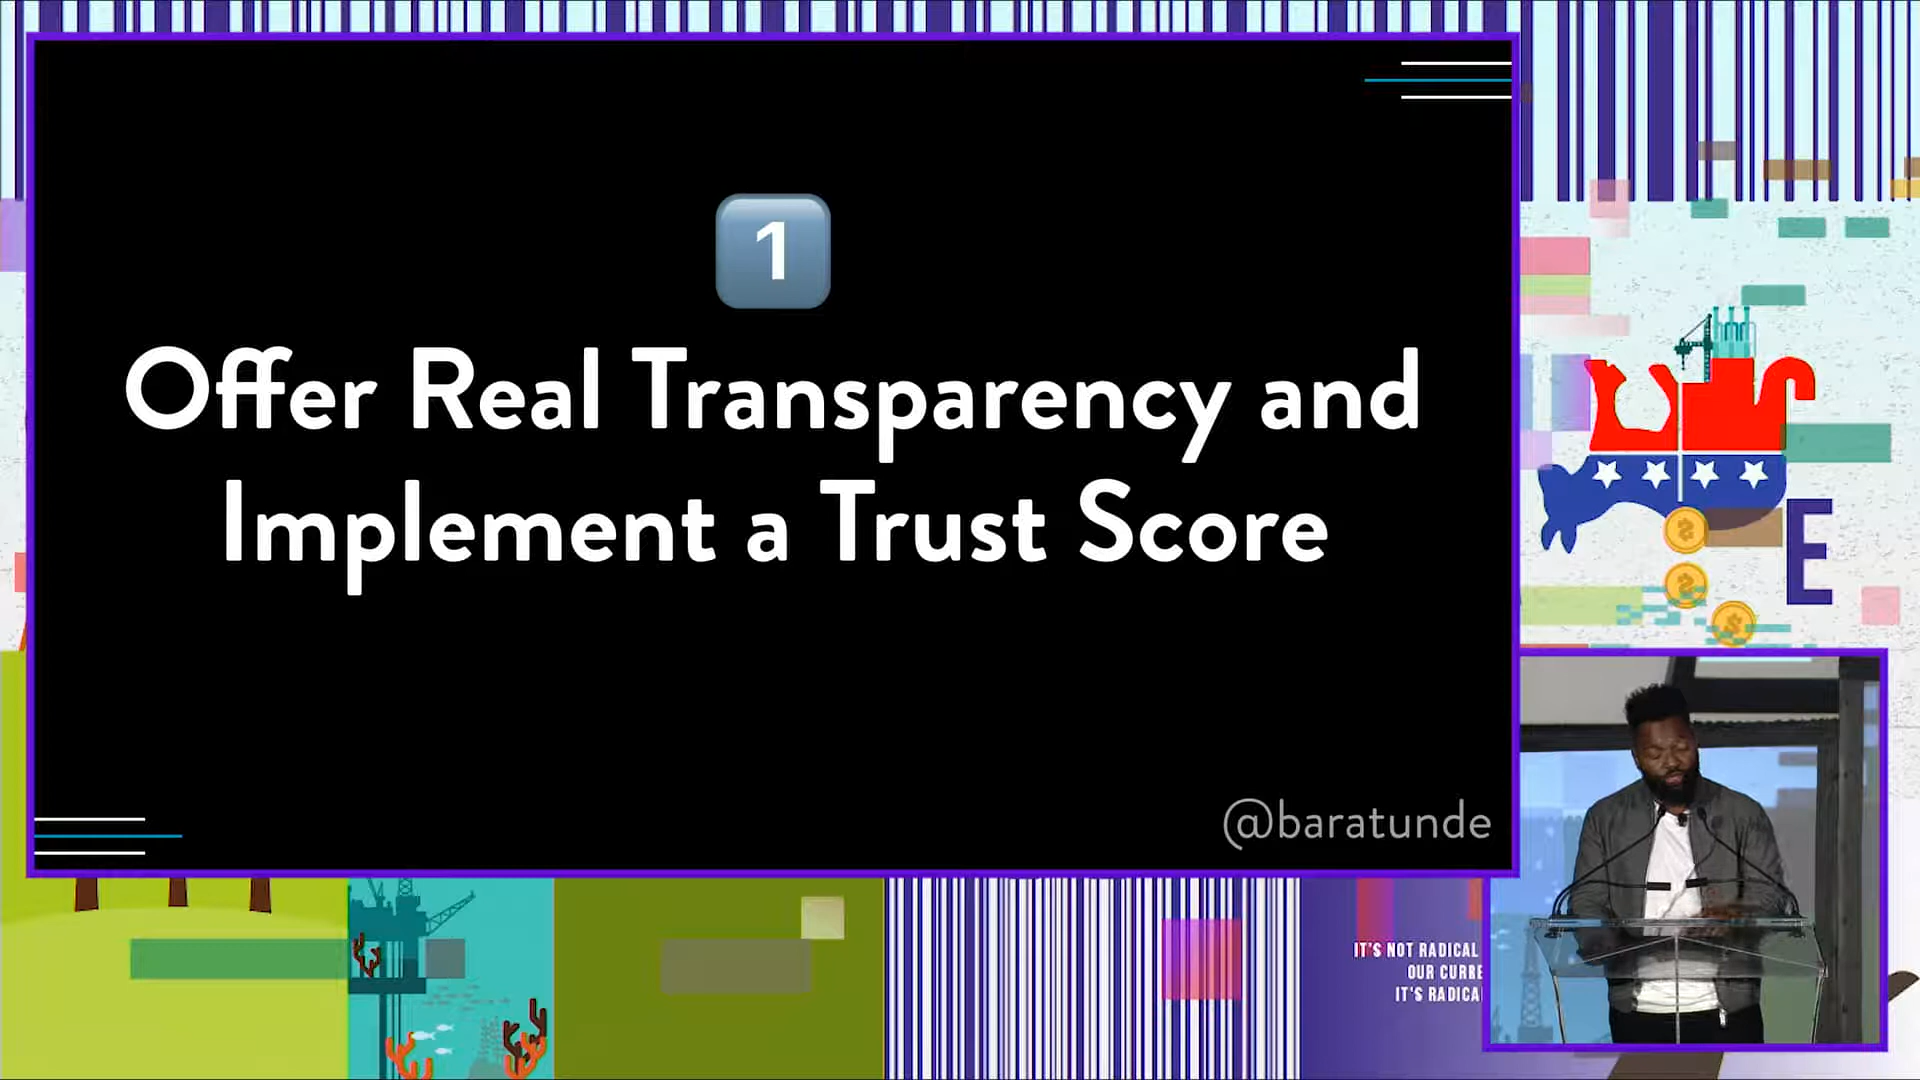 1
Offer Real Transparency and
Implement a Trust Score
@baratunde
E
IT'S NOT RADICAL
OUR CURRE
IT'S RADICA